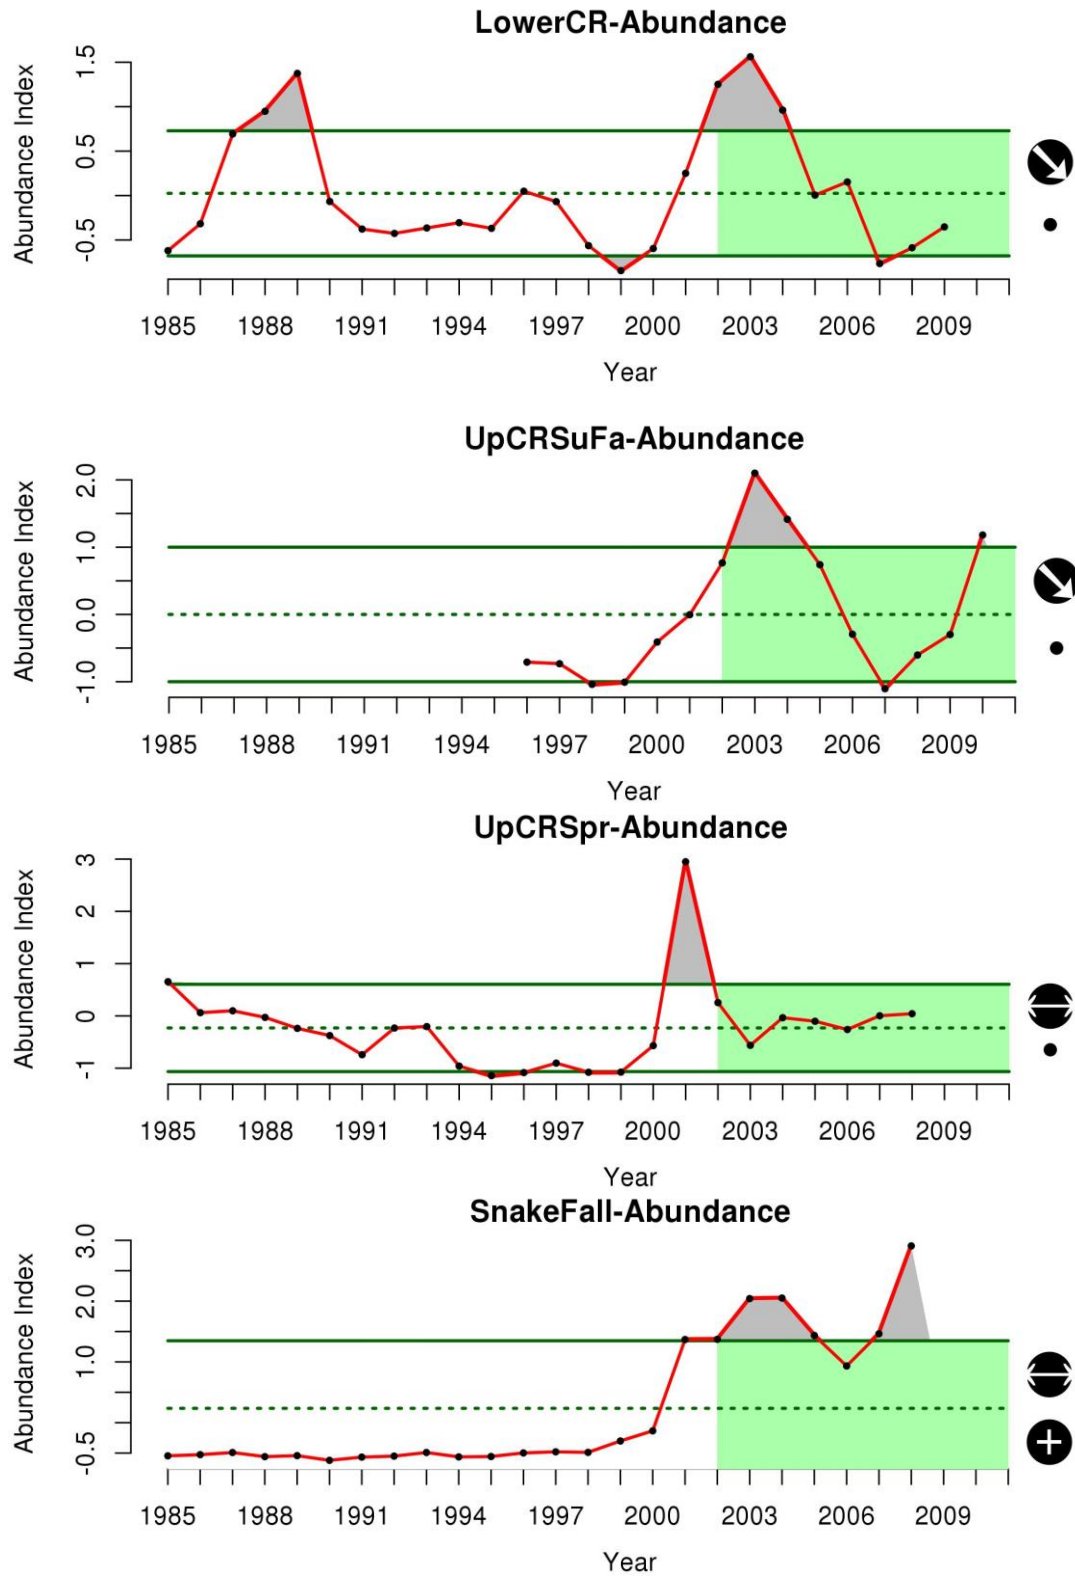 LowerCR-Abundance
Abundance Index
1.5
0.5
-0.5
1985 1988 1991 1994 1997 2000 2003 2006 2009
Year
UpCRSuFa-Abundance
Abundance Index
2.0
1.0
0.0
-1.0
1985 1988 1991 1994 1997 2000 2003 2006 2009
Year
UpCRSpr-Abundance
Abundance Index
3
2
1
0
-1
1985 1988 1991 1994 1997 2000 2003 2006 2009
Year
SnakeFall-Abundance
Abundance Index
3.0
2.0
1.0
-0.5
1985 1988 1991 1994 1997 2000 2003 2006 2009
Year